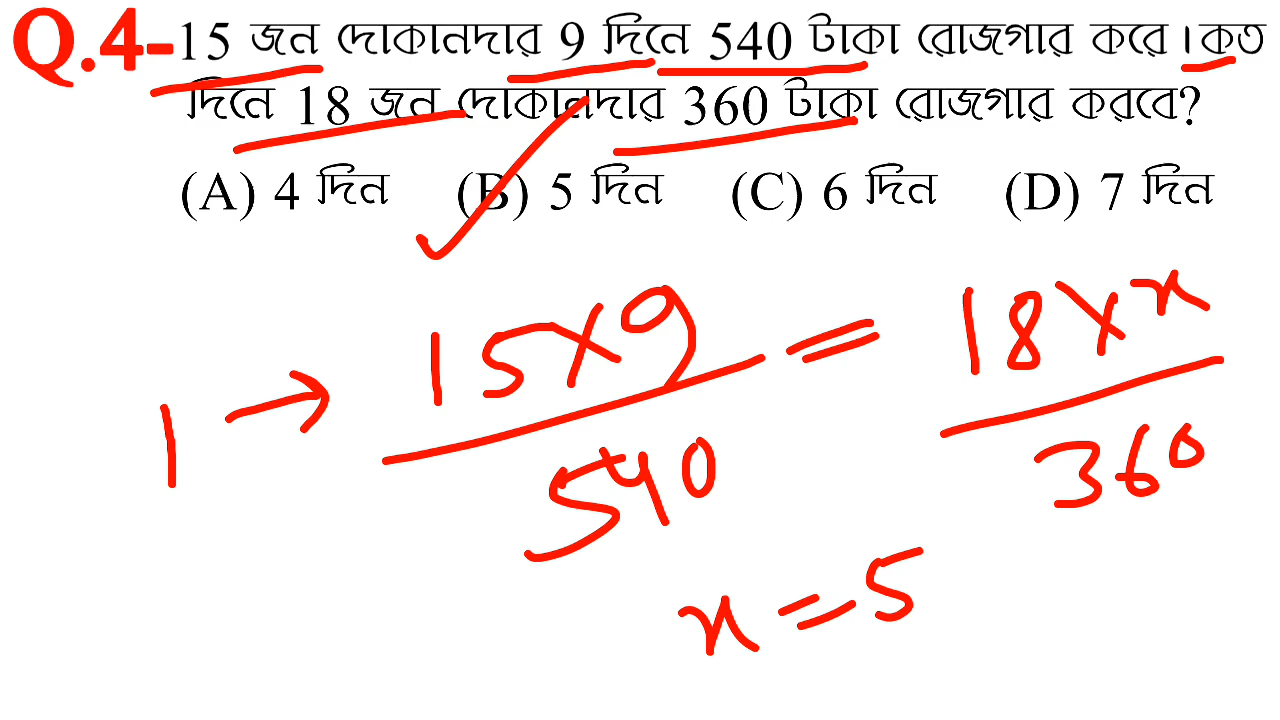 Q.4- 15 জন দোকানদার 9 দিনে 540 টাকা রোজগার করে । কত
দিনে 18 জন দোকানদার 360 টাকা রোজগার করবে?
(A) 4 দিন (B) 5 দিন (C) 6 দিন (D) 7 দিন
1 → 15×9/540 = 18×x/360
x = 5